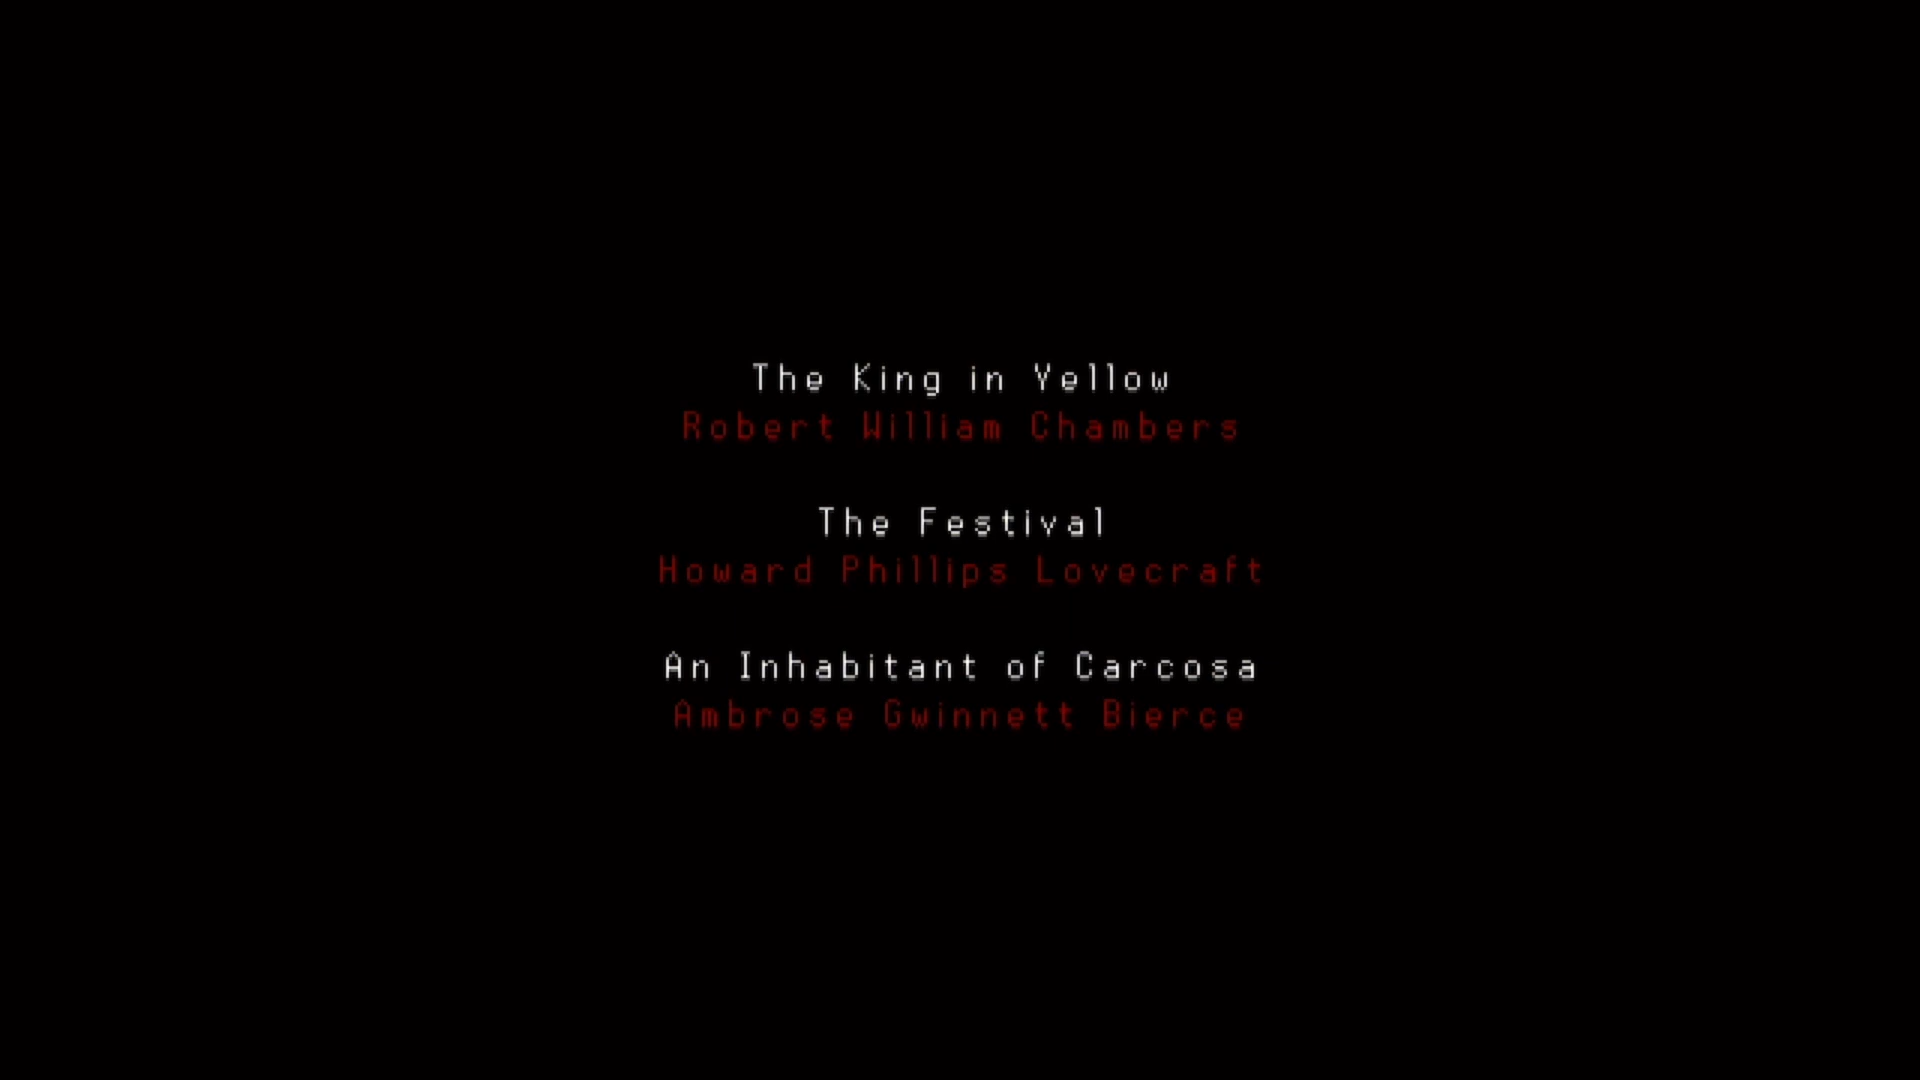 The King in Yellow
Robert William Chambers
The Festival
Howard Phillips Lovecraft
An Inhabitant of Carcosa
Ambrose Gwinnett Bierce